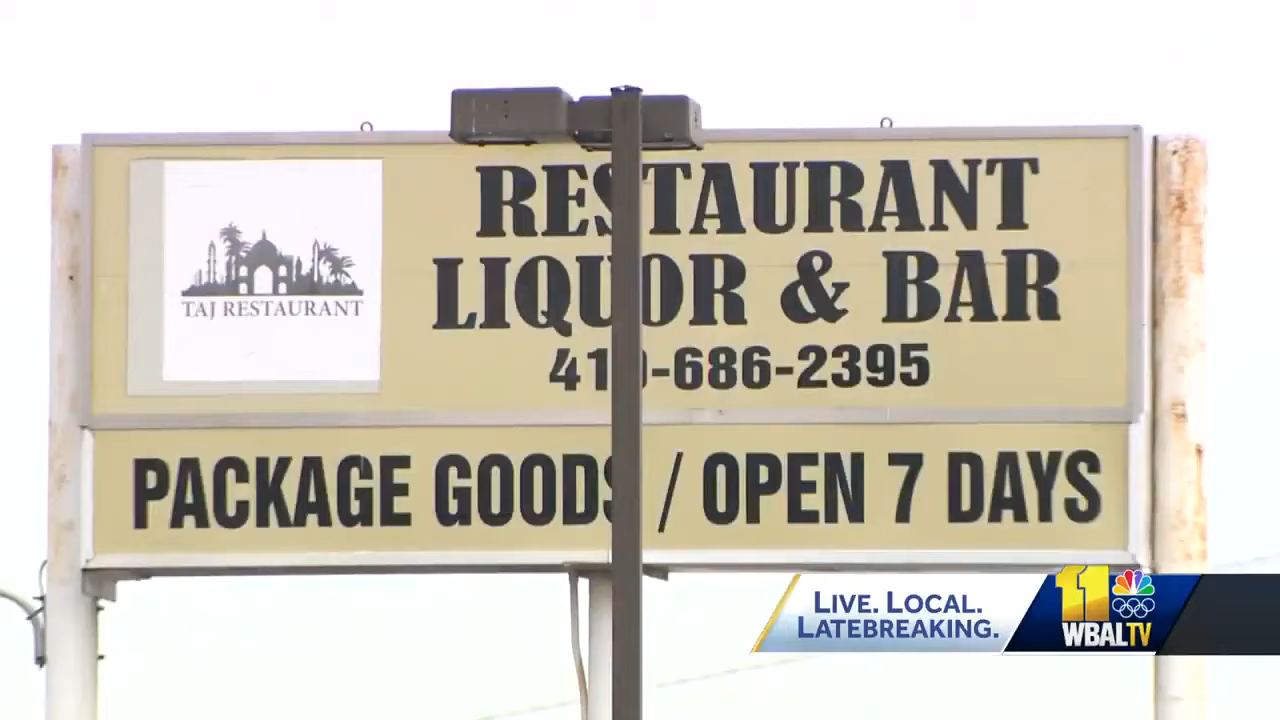 RESTAURANT
LIQUOR & BAR
410-686-2395
TAJ RESTAURANT
PACKAGE GOODS / OPEN 7 DAYS
LIVE. LOCAL.
LATEBREAKING.
11
WBALTV